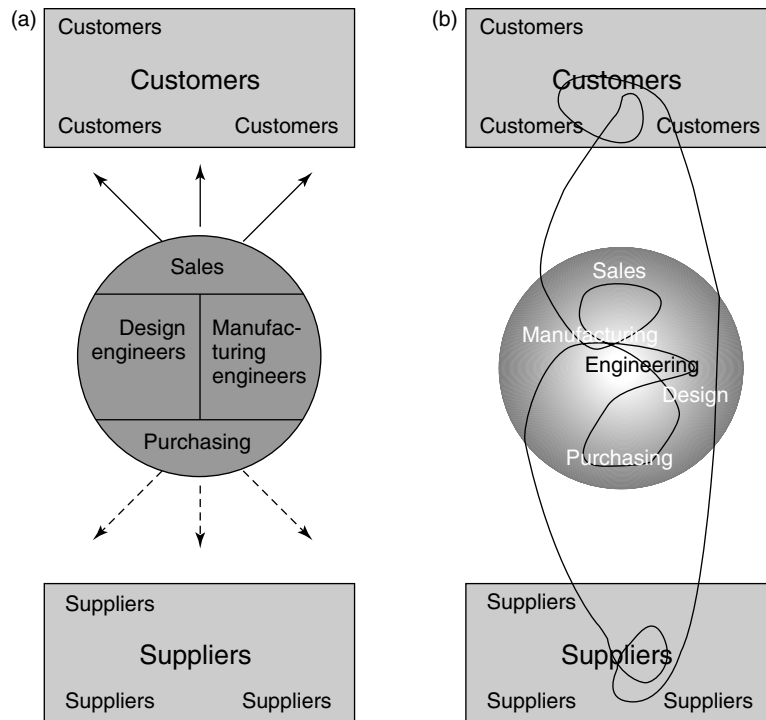 (a)
Customers
Customers
Customers Customers
Sales
Design
engineers
Manufac-
turing
engineers
Purchasing
Suppliers
Suppliers
Suppliers Suppliers
(b)
Customers
Customers
Customers Customers
Sales
Manufacturing
Engineering
Design
Purchasing
Suppliers
Suppliers
Suppliers Suppliers